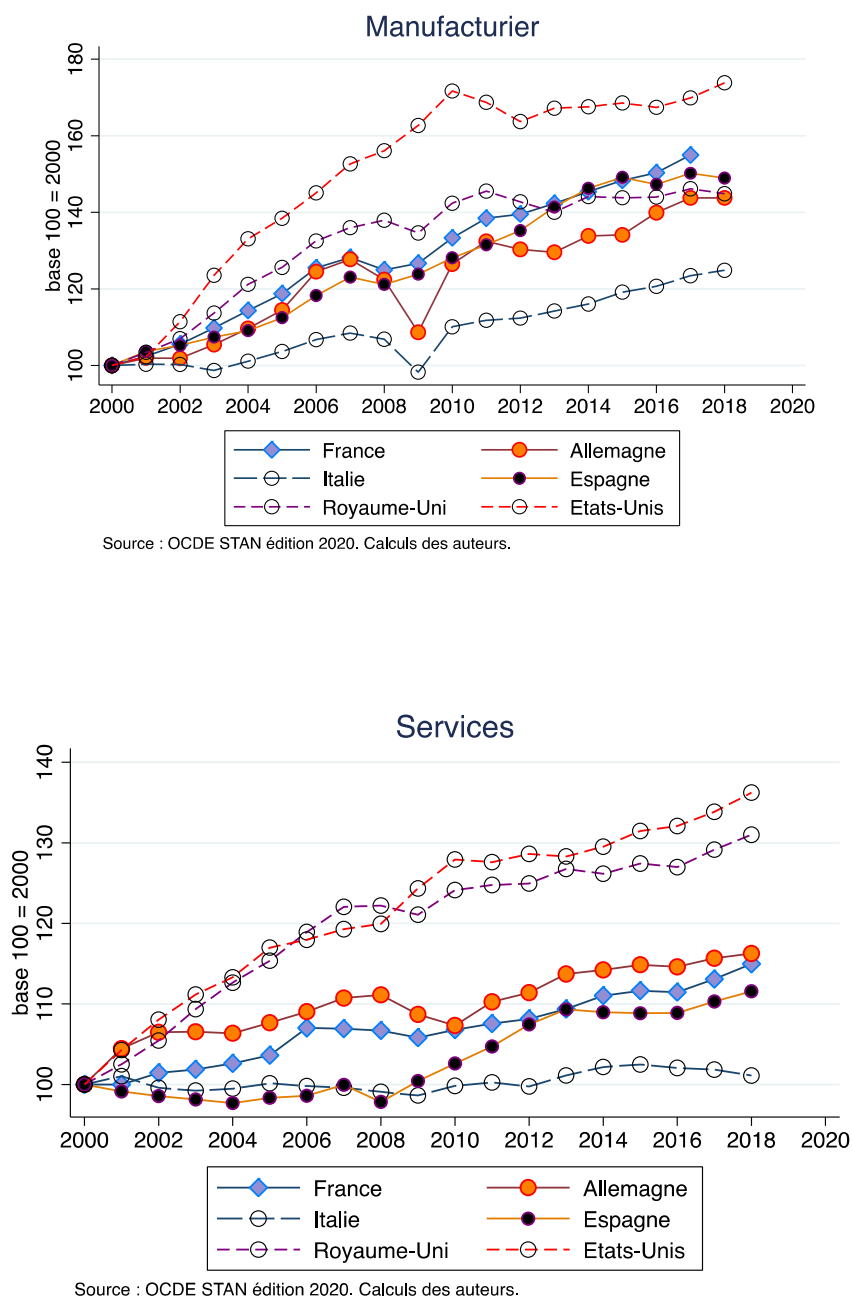 Manufacturier
base 100 = 2000
180
160
140
120
100
2000 2002 2004 2006 2008 2010 2012 2014 2016 2018 2020
France Allemagne
Italie Espagne
Royaume-Uni Etats-Unis
Source : OCDE STAN édition 2020. Calculs des auteurs.
Services
base 100 = 2000
140
130
120
110
100
2000 2002 2004 2006 2008 2010 2012 2014 2016 2018 2020
France Allemagne
Italie Espagne
Royaume-Uni Etats-Unis
Source : OCDE STAN édition 2020. Calculs des auteurs.